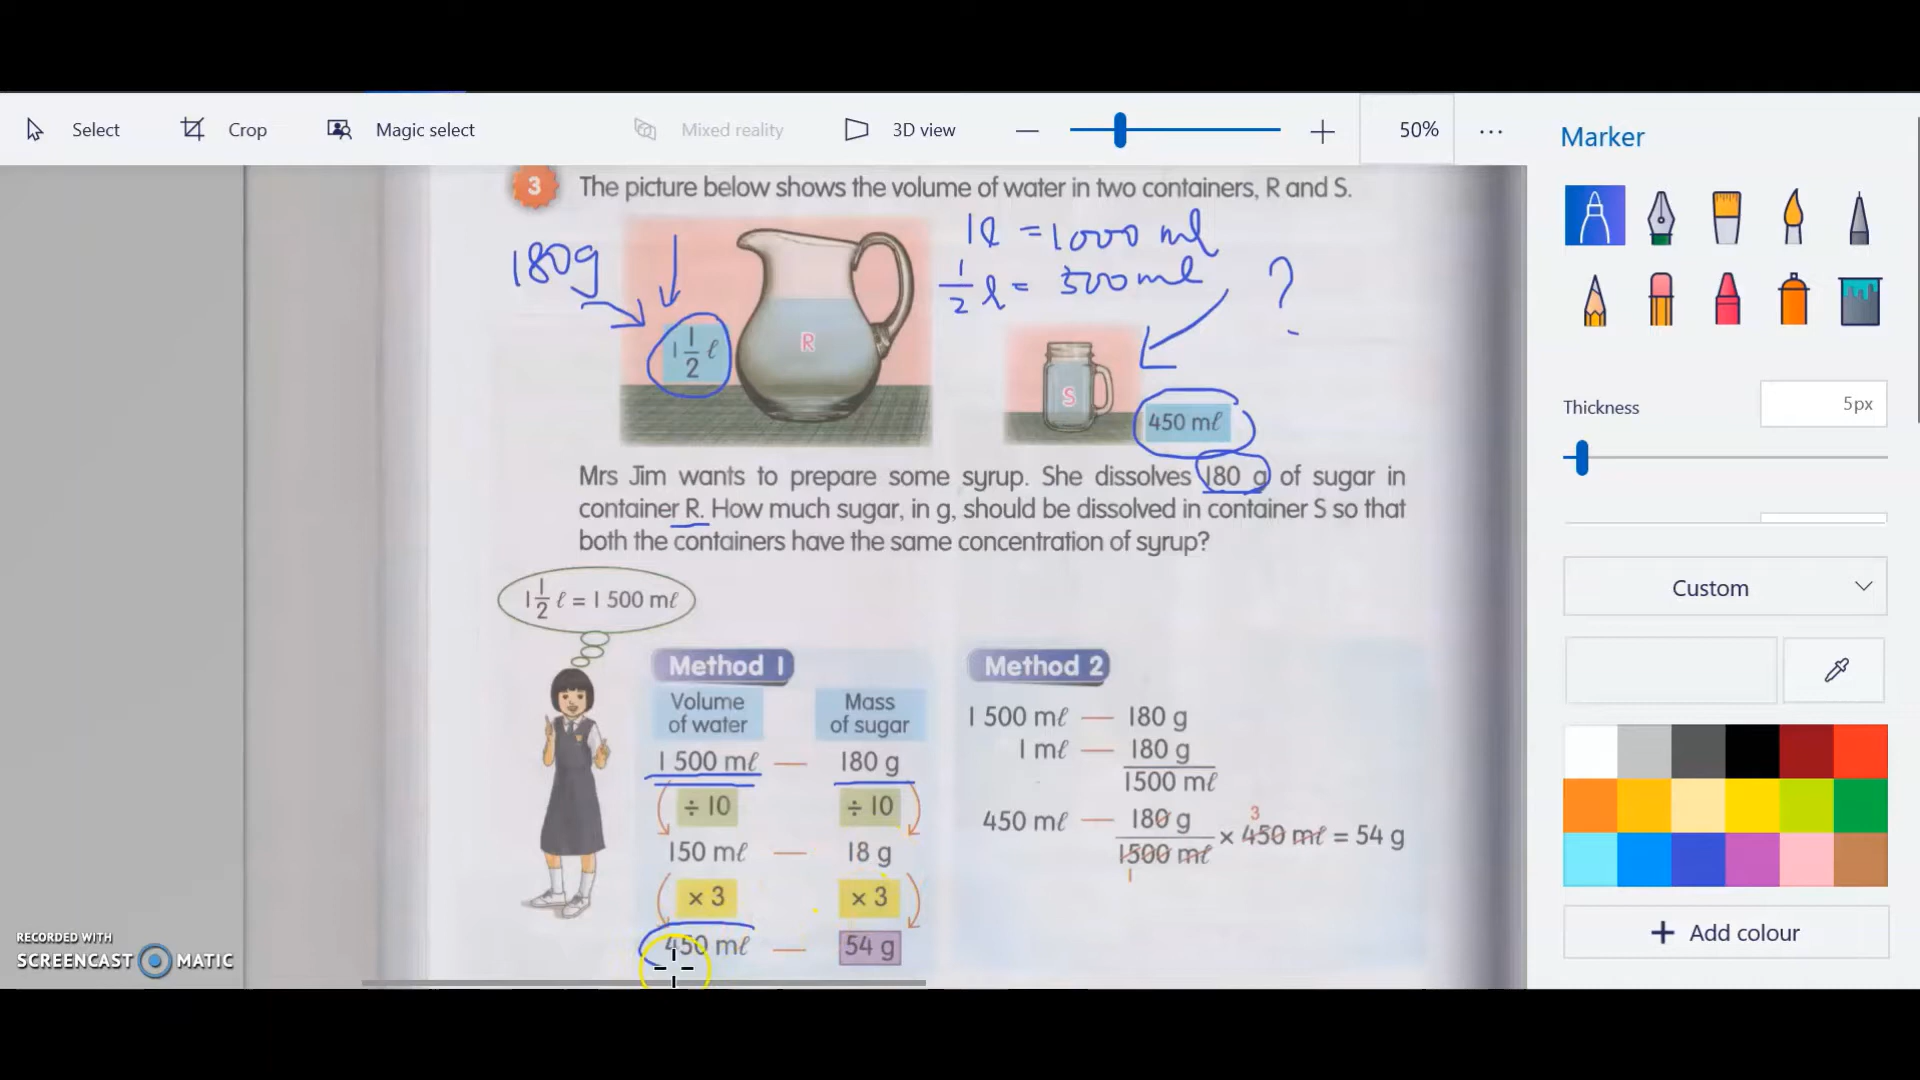 Select
Crop
Magic select
Mixed reality
3D view
50%
Marker
Thickness
5px
Custom
Add colour
3 The picture below shows the volume of water in two containers, R and S.
180g
1l = 1000 ml
1/2 l = 500ml
?
1 1/2 ℓ
R
S
450 mℓ
Mrs Jim wants to prepare some syrup. She dissolves 180 g of sugar in
container R. How much sugar, in g, should be dissolved in container S so that
both the containers have the same concentration of syrup?
1 1/2 ℓ = 1 500 mℓ
Method 1
Volume of water
Mass of sugar
1 500 mℓ — 180 g
÷ 10 ÷ 10
150 mℓ — 18 g
× 3 × 3
450 mℓ — 54 g
Method 2
1 500 mℓ — 180 g
1 mℓ — 180 g / 1500 mℓ
450 mℓ — 180 g / 1500 mℓ × 450 mℓ = 54 g
3
1
RECORDED WITH
SCREENCAST MATIC